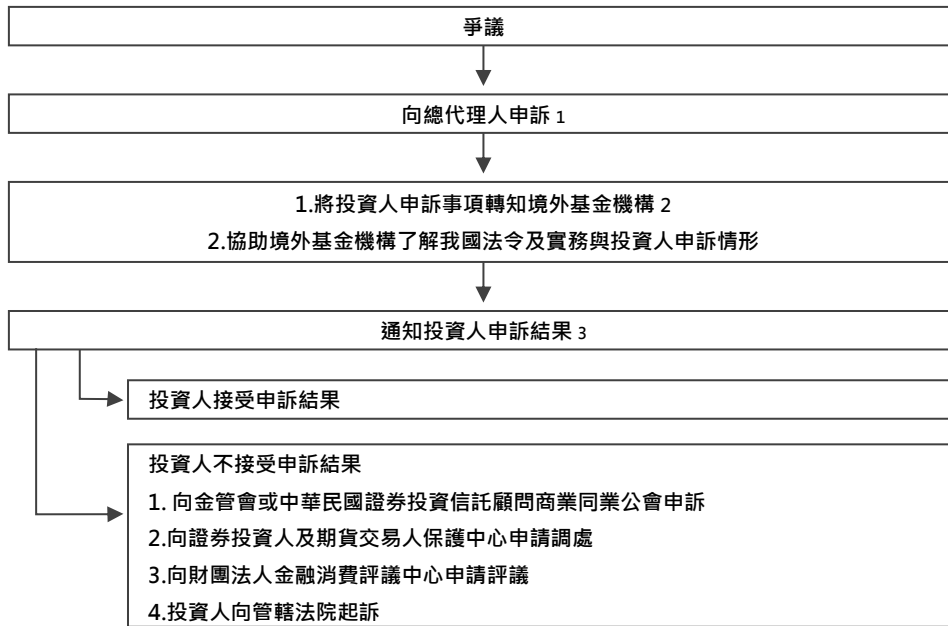 爭議
向總代理人申訴 1
1.將投資人申訴事項轉知境外基金機構 2
2.協助境外基金機構了解我國法令及實務與投資人申訴情形
通知投資人申訴結果 3
投資人接受申訴結果
投資人不接受申訴結果
1. 向金管會或中華民國證券投資信託顧問商業同業公會申訴
2.向證券投資人及期貨交易人保護中心申請調處
3.向財團法人金融消費評議中心申請評議
4.投資人向管轄法院起訴